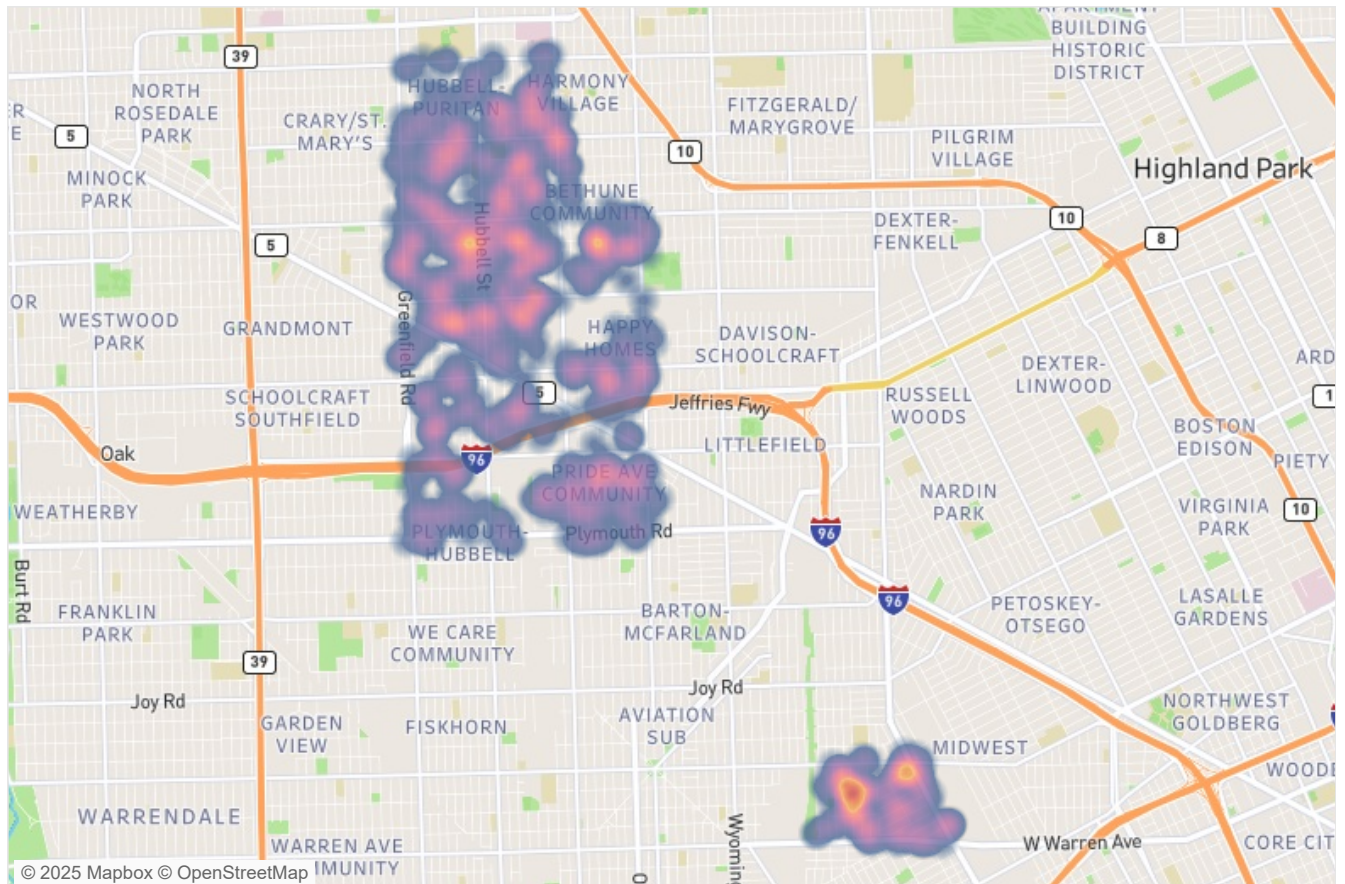 BUILDING
HISTORIC
DISTRICT
39
NORTH
ROSEDALE
PARK
HUBBELL-
PURITAN
HARMONY
VILLAGE
FITZGERALD/
MARYGROVE
CRARY/ST.
MARY'S
5
10
PILGRIM
VILLAGE
Highland Park
MINOCK
PARK
BETHUNE
COMMUNITY
10
8
DEXTER-
FENKELL
5
Hubbell St
Greenfield Rd
WESTWOOD
PARK
GRANDMONT
HAPPY
HOMES
DAVISON-
SCHOOLCRAFT
DEXTER-
LINWOOD
ARD
1
SCHOOLCRAFT
SOUTHFIELD
5
Jeffries Fwy
RUSSELL
WOODS
BOSTON
EDISON
Oak
96
LITTLEFIELD
PIETY
PRIDE AVE
COMMUNITY
NARDIN
PARK
VIRGINIA
PARK
10
WEATHERBY
PLYMOUTH-
HUBBELL
Plymouth Rd
96
Burt Rd
96
FRANKLIN
PARK
WE CARE
COMMUNITY
BARTON-
MCFARLAND
PETOSKEY-
OTSEGO
LASALLE
GARDENS
39
Joy Rd
Joy Rd
GARDEN
VIEW
FISKHORN
AVIATION
SUB
MIDWEST
NORTHWEST
GOLDBERG
WOODB
WARRENDALE
WARREN AVE
MMUNITY
Wyoming
W Warren Ave
CORE CIT
© 2025 Mapbox © OpenStreetMap